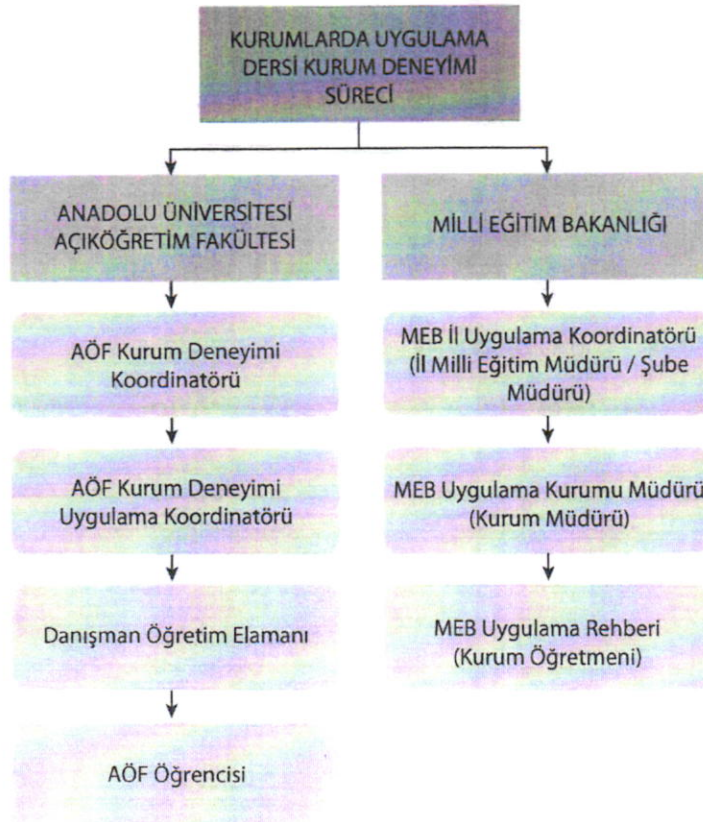 KURUMLARDA UYGULAMA
DERSİ KURUM DENEYİMİ
SÜRECİ
ANADOLU ÜNİVERSİTESİ
AÇIKÖĞRETİM FAKÜLTESİ
AÖF Kurum Deneyimi
Koordinatörü
AÖF Kurum Deneyimi
Uygulama Koordinatörü
Danışman Öğretim Elamanı
AÖF Öğrencisi
MİLLİ EĞİTİM BAKANLIĞI
MEB İl Uygulama Koordinatörü
(İl Milli Eğitim Müdürü / Şube
Müdürü)
MEB Uygulama Kurumu Müdürü
(Kurum Müdürü)
MEB Uygulama Rehberi
(Kurum Öğretmeni)